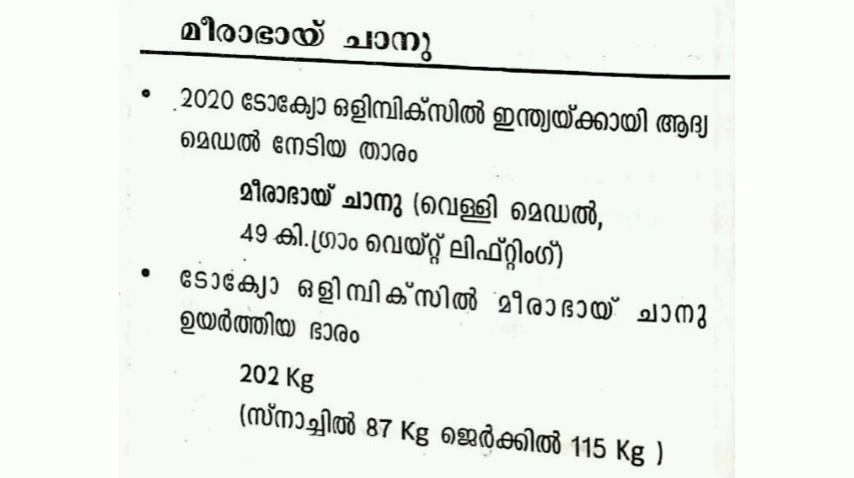 മീരാഭായ് ചാനു
• 2020 ടോക്യോ ഒളിമ്പിക്സിൽ ഇന്ത്യയ്ക്കായി ആദ്യ
മെഡൽ നേടിയ താരം
മീരാഭായ് ചാനു (വെള്ളി മെഡൽ,
49 കി.ഗ്രാം വെയ്റ്റ് ലിഫ്റ്റിംഗ്)
• ടോക്യോ ഒളിമ്പിക്സിൽ മീരാഭായ് ചാനു
ഉയർത്തിയ ഭാരം
202 Kg
(സ്നാച്ചിൽ 87 Kg ജെർക്കിൽ 115 Kg )